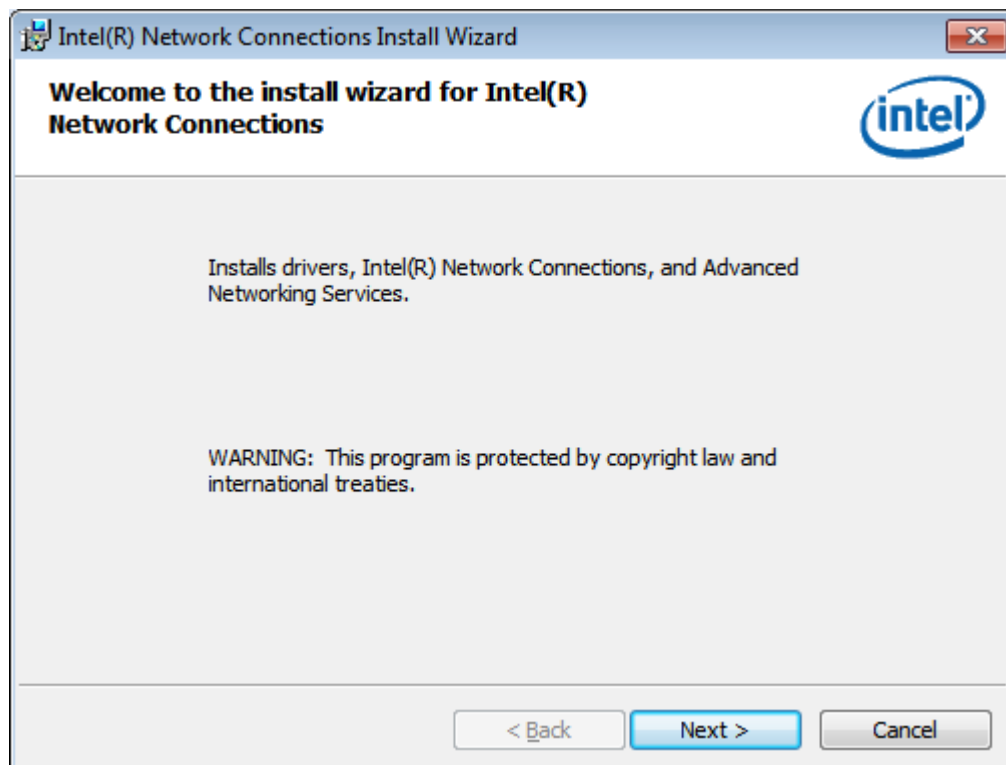 Intel(R) Network Connections Install Wizard
Welcome to the install wizard for Intel(R)
Network Connections
intel
Installs drivers, Intel(R) Network Connections, and Advanced
Networking Services.
WARNING:  This program is protected by copyright law and
international treaties.
< Back
Next >
Cancel